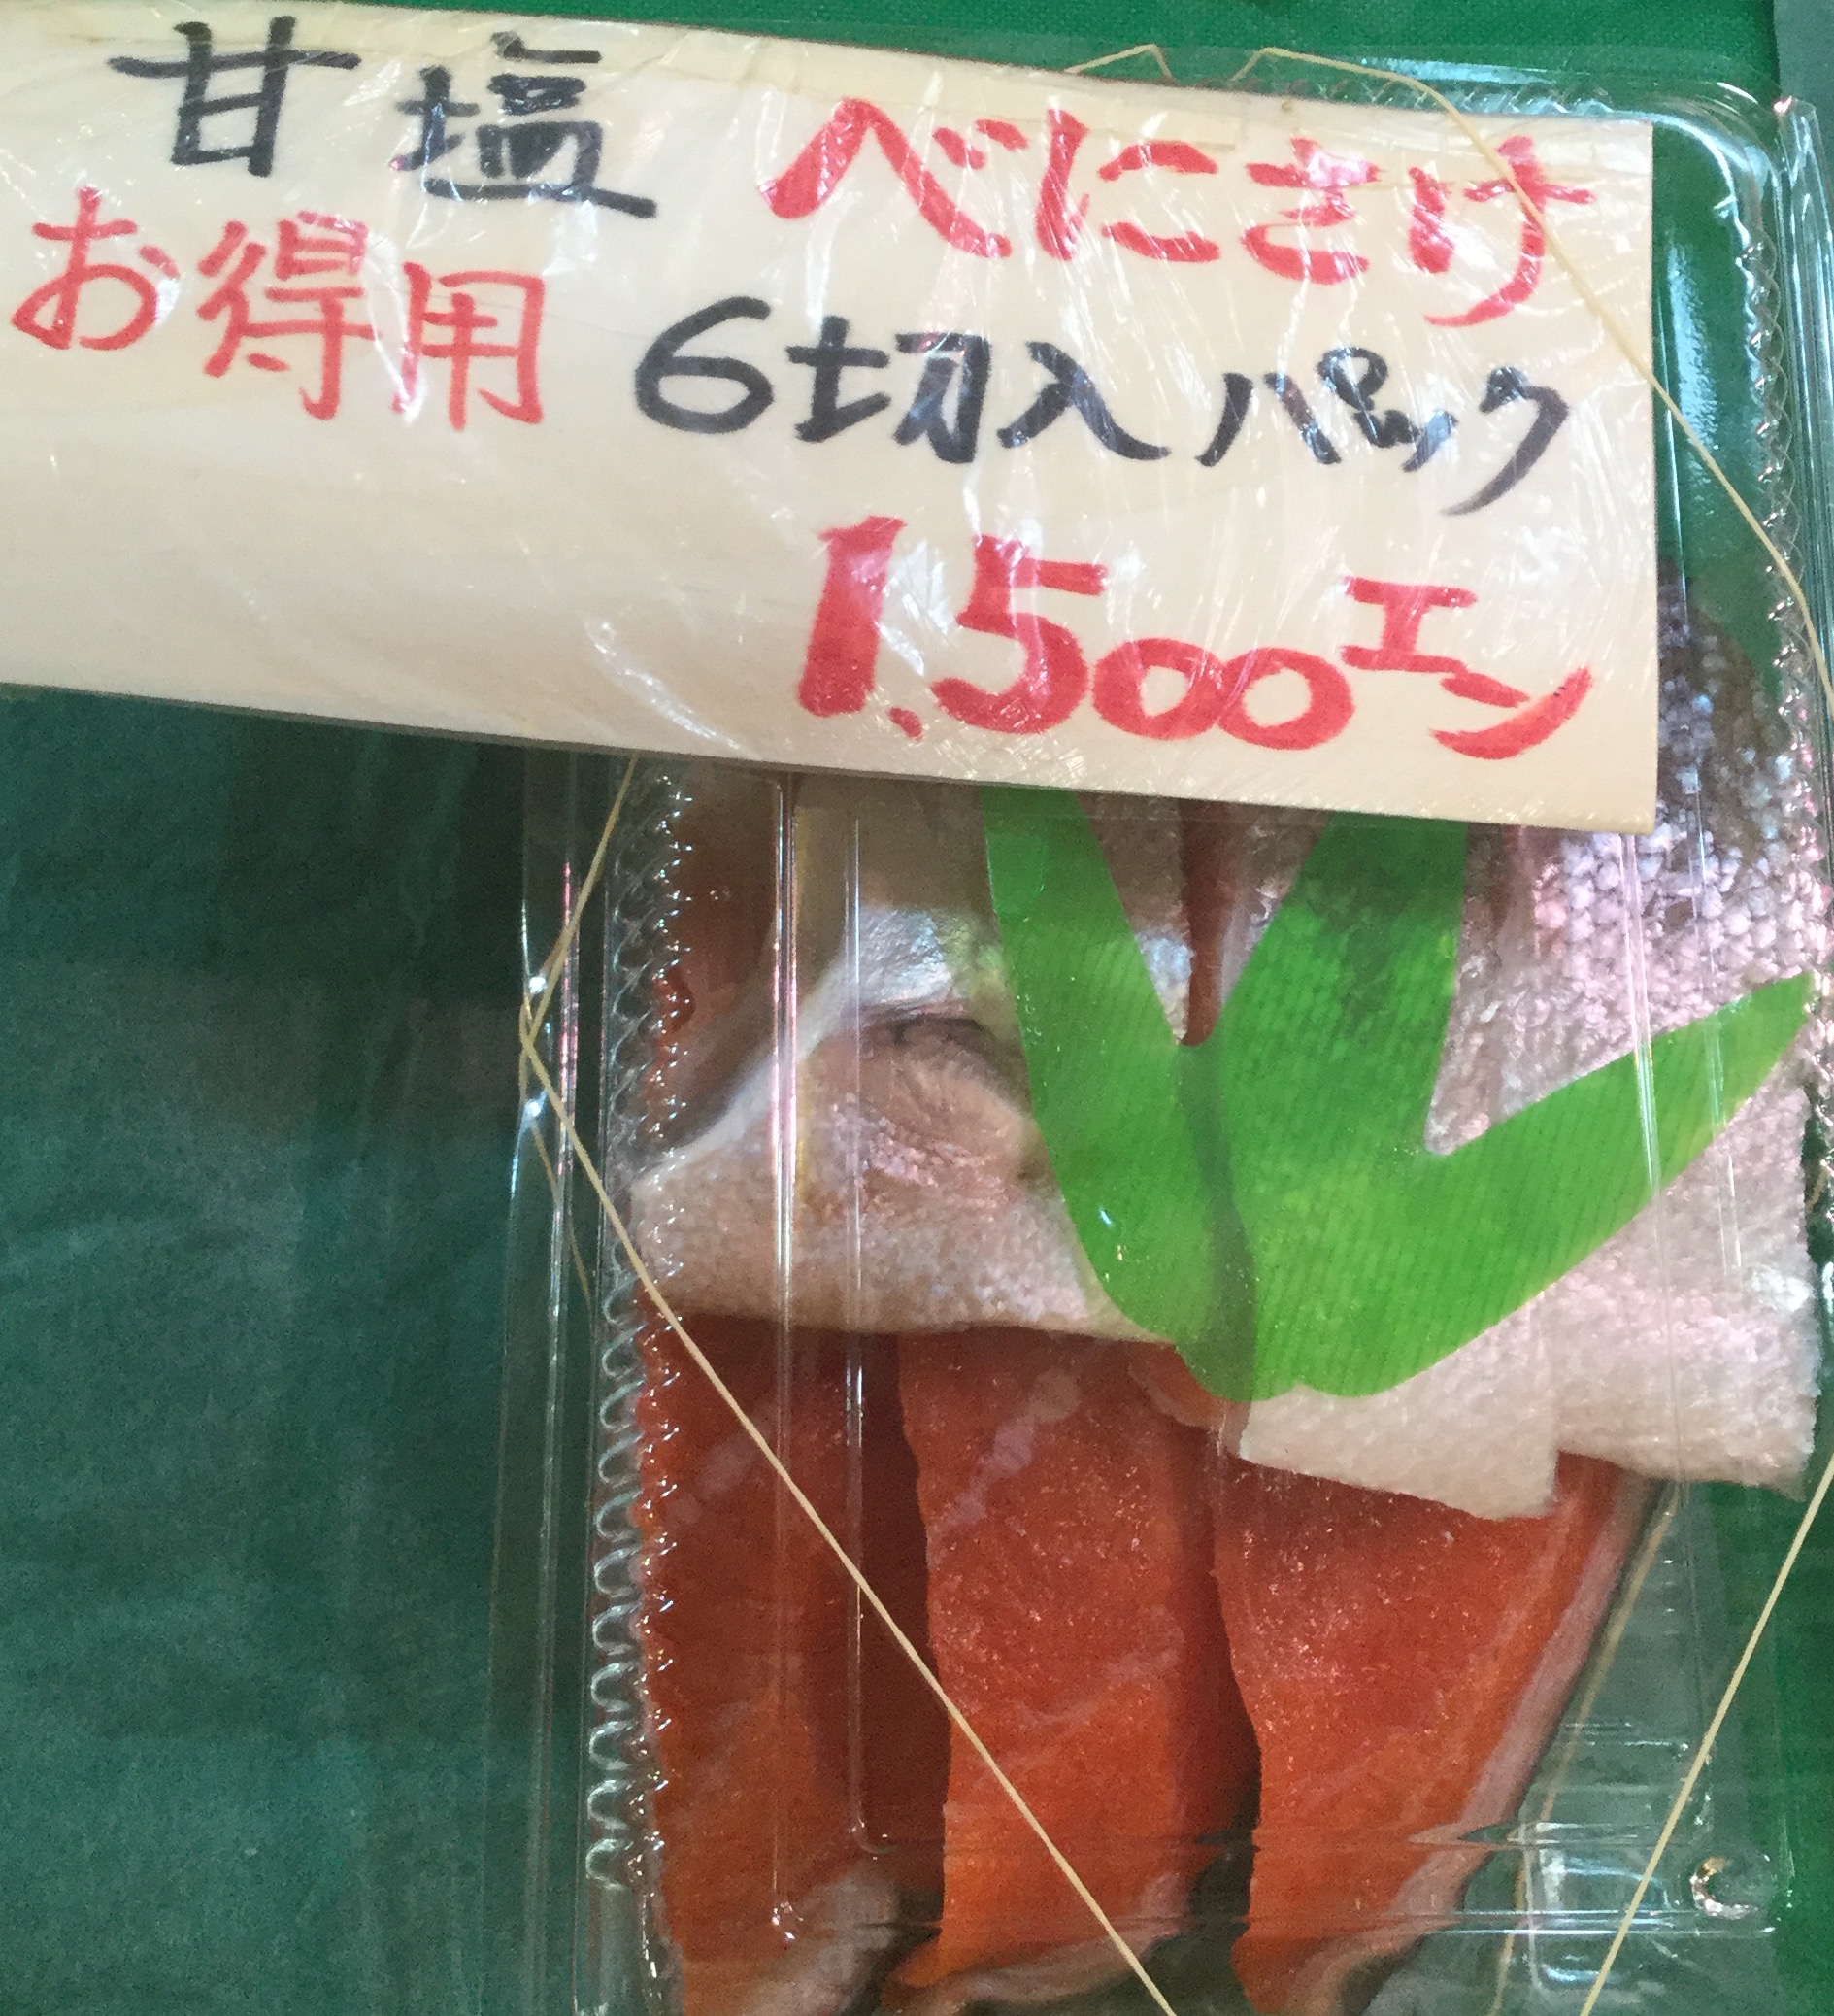 甘塩 べにさけ
お得用 6切入パック
1,500エン